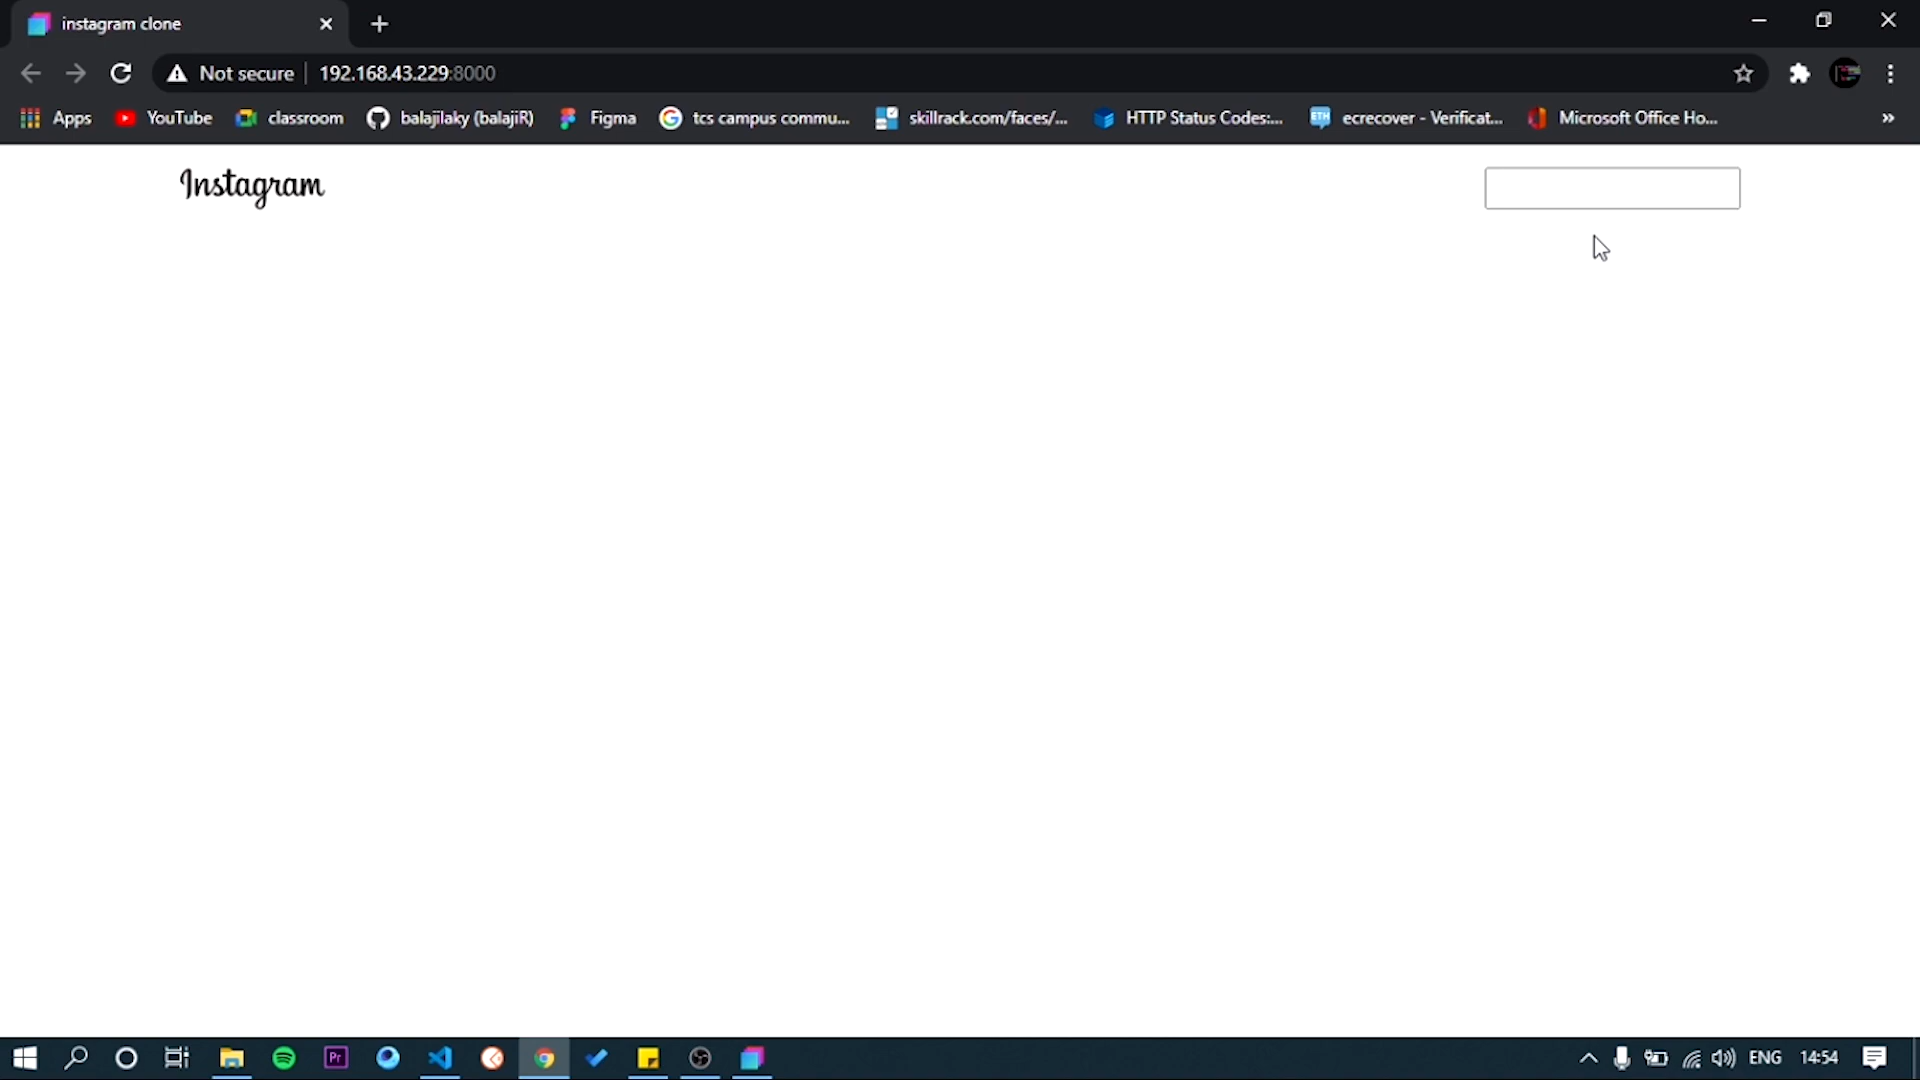 instagram clone
Not secure 192.168.43.229:8000
Apps YouTube classroom balajilaky (balajiR) Figma tcs campus commu... skillrack.com/faces/... HTTP Status Codes:... ecrecover - Verificat... Microsoft Office Ho... »
Instagram
Pr ENG 14:54